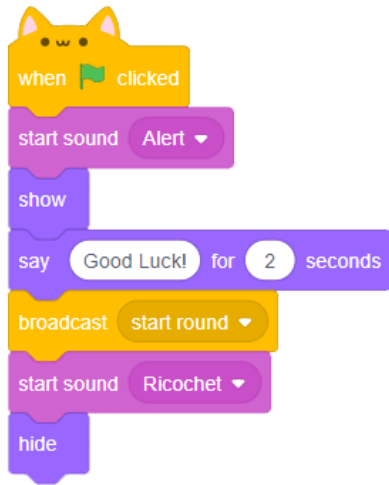 when clicked
start sound Alert
show
say Good Luck! for 2 seconds
broadcast start round
start sound Ricochet
hide